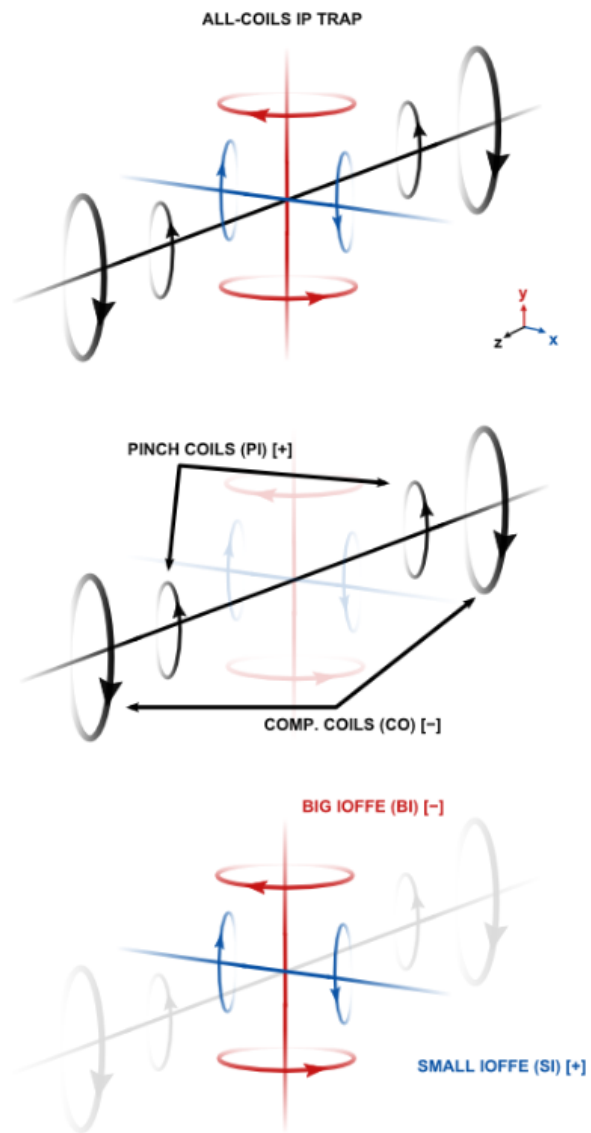 ALL-COILS IP TRAP
y
z
x
PINCH COILS (PI) [+]
COMP. COILS (CO) [−]
BIG IOFFE (BI) [−]
SMALL IOFFE (SI) [+]